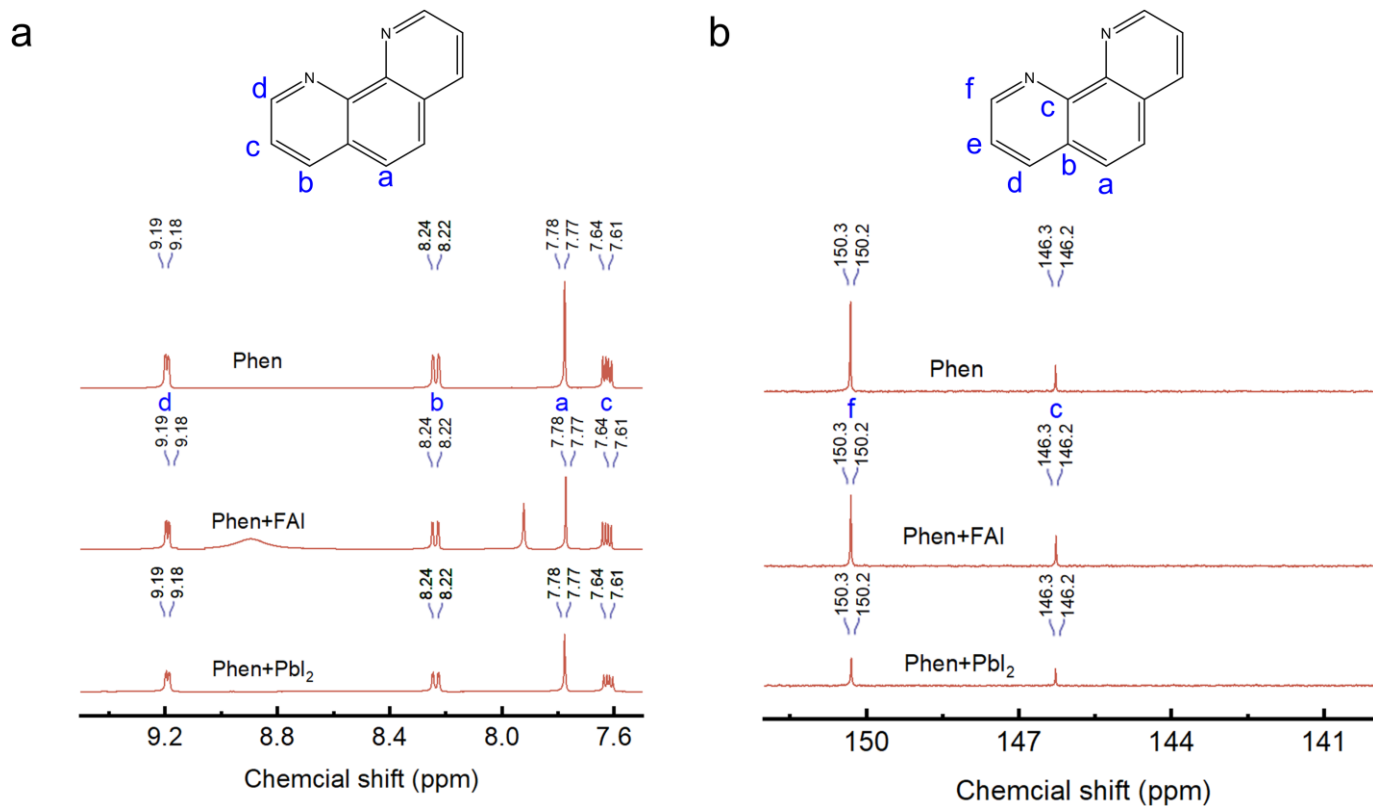 a
N
N
d
c
b
a
9.19
9.18
8.24
8.22
7.78
7.77
7.64
7.61
Phen
d
b
a
c
9.19
9.18
8.24
8.22
7.78
7.77
7.64
7.61
Phen+FAI
9.19
9.18
8.24
8.22
7.78
7.77
7.64
7.61
Phen+PbI2
9.2
8.8
8.4
8.0
7.6
Chemcial shift (ppm)
b
N
N
f
c
e
b
d
a
150.3
150.2
146.3
146.2
Phen
f
c
150.3
150.2
146.3
146.2
Phen+FAI
150.3
150.2
146.3
146.2
Phen+PbI2
150
147
144
141
Chemcial shift (ppm)